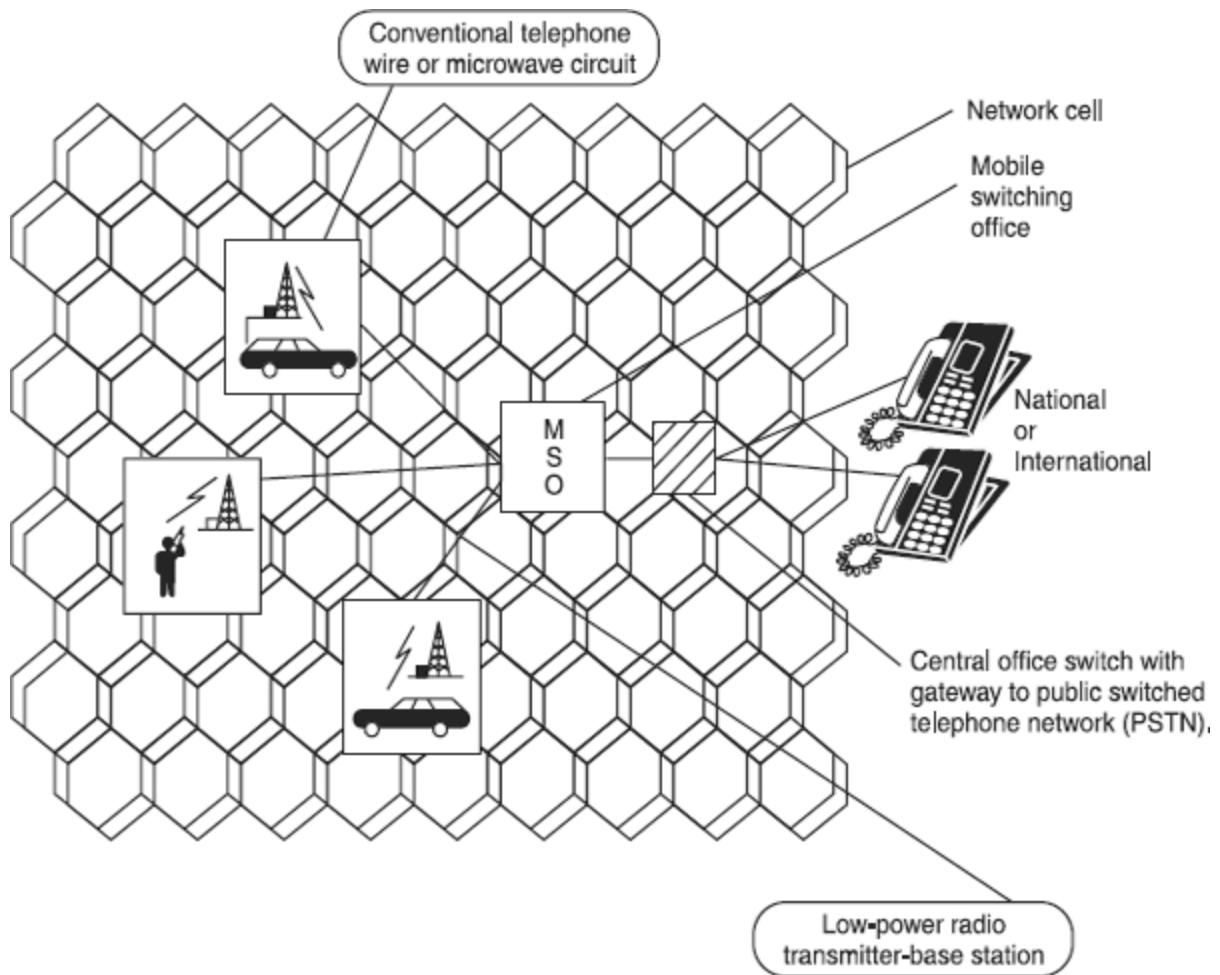 Conventional telephone
wire or microwave circuit
Network cell
Mobile
switching
office
M
S
O
National
or
International
Central office switch with
gateway to public switched
telephone network (PSTN).
Low-power radio
transmitter-base station